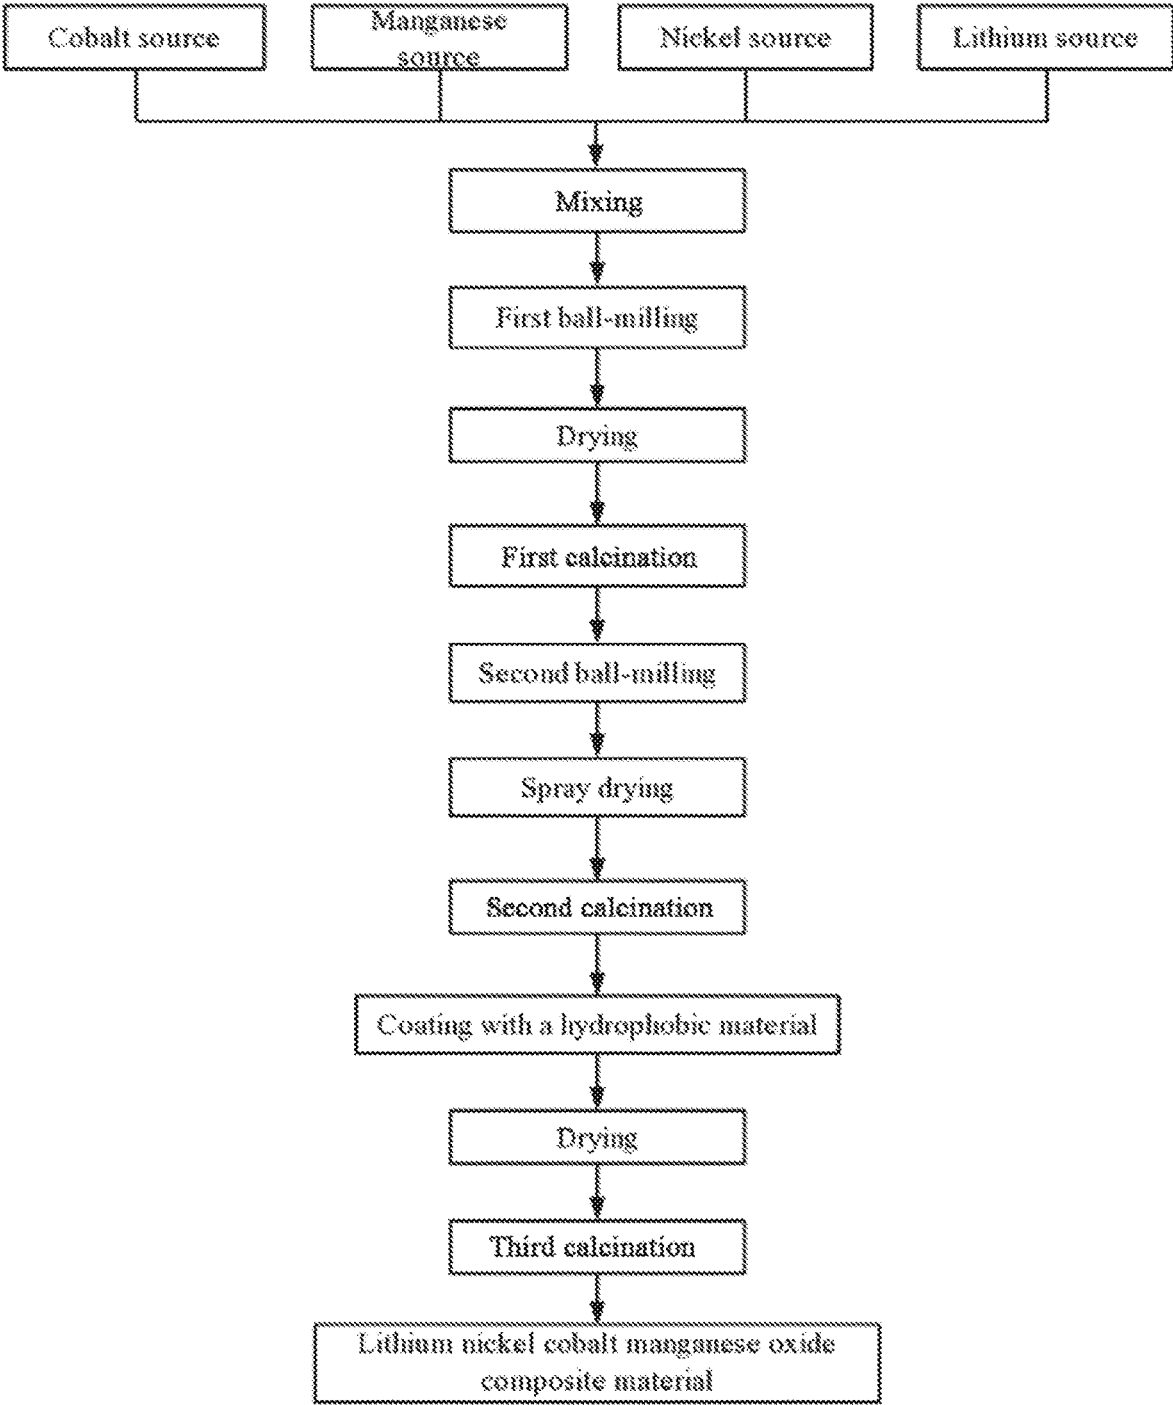 Cobalt source
Manganese
source
Nickel source
Lithium source
Mixing
First ball-milling
Drying
First calcination
Second ball-milling
Spray drying
Second calcination
Coating with a hydrophobic material
Drying
Third calcination
Lithium nickel cobalt manganese oxide
composite material